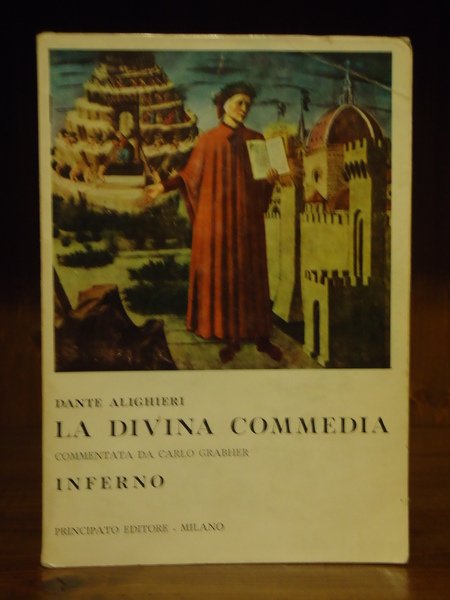 DANTE ALIGHIERI
LA DIVINA COMMEDIA
COMMENTATA DA CARLO GRABHER
INFERNO
PRINCIPATO EDITORE - MILANO